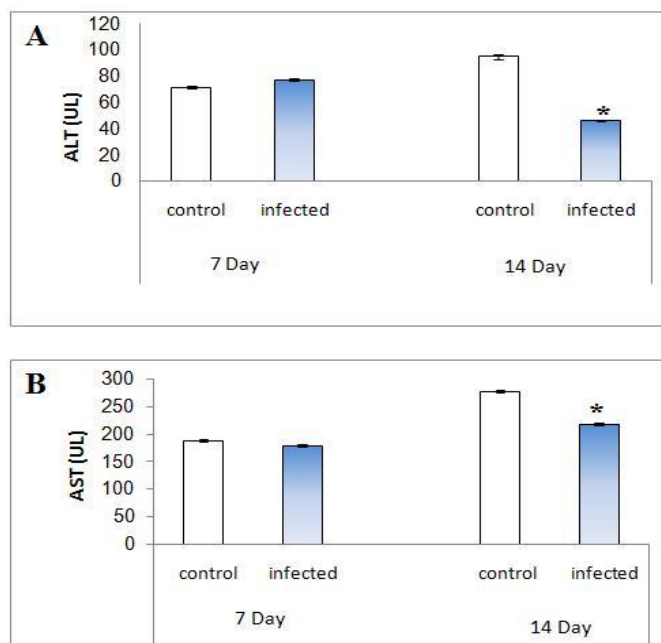 A
ALT (UL)
120
100
80
60
40
20
0
*
control infected control infected
7 Day 14 Day
B
AST (UL)
300
250
200
150
100
50
0
*
control infected control infected
7 Day 14 Day